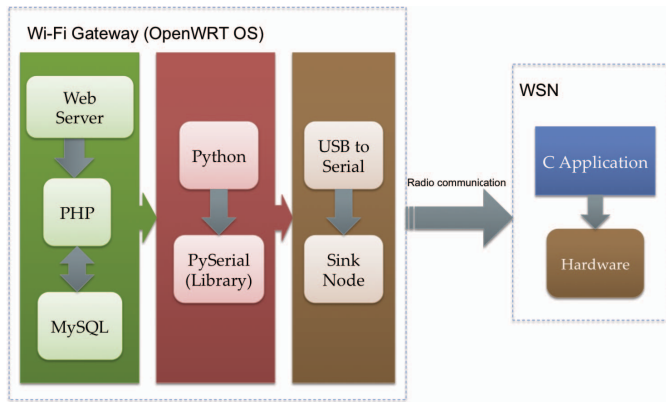 Wi-Fi Gateway (OpenWRT OS)
Web
Server
PHP
MySQL
Python
PySerial
(Library)
USB to
Serial
Sink
Node
Radio communication
WSN
C Application
Hardware